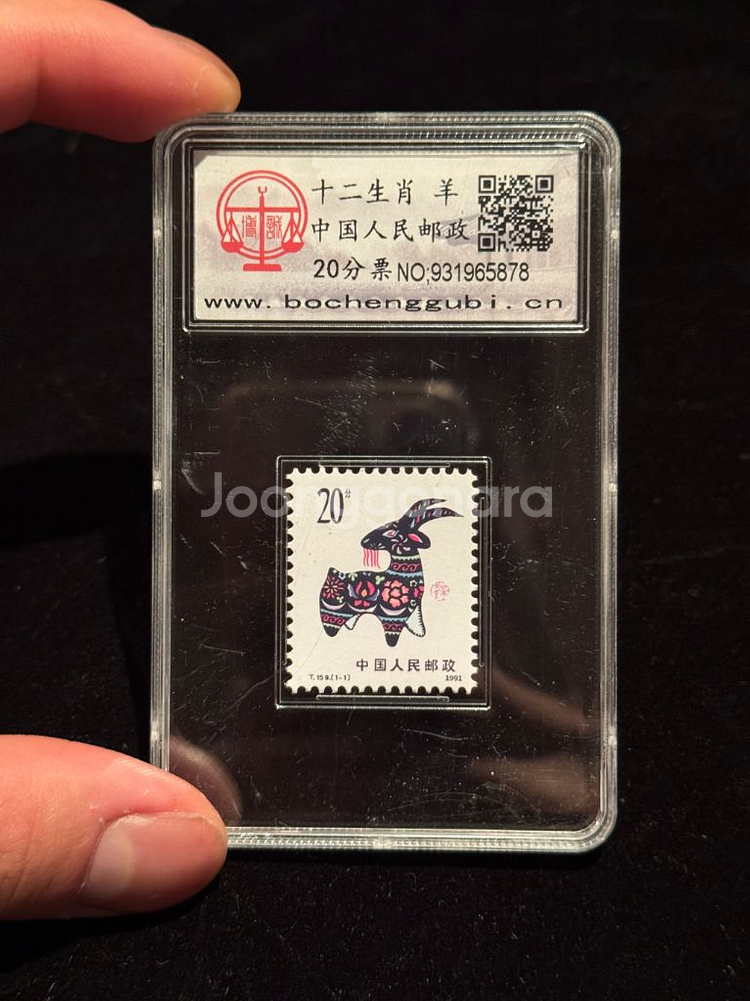 十二生肖 羊
中国人民邮政
20分票 NO;931965878
www.bochenggubi.cn
Joonggonara
20分
中国人民邮政
T.159.(1-1) 1991